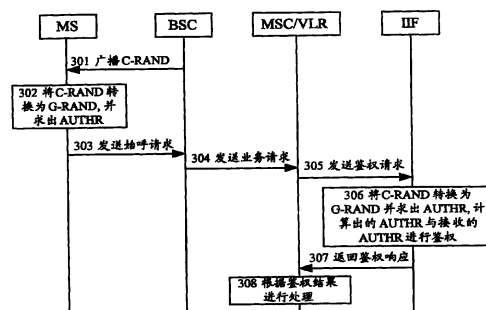 MS
BSC
MSC/VLR
IIF
301 广播C-RAND
302 将C-RAND 转
换为G-RAND, 并
求出 AUTHR
303 发送始呼请求
304 发送业务请求
305 发送鉴权请求
306 将C-RAND 转换为
G-RAND 并求出 AUTHR, 计
算出的 AUTHR 与接收的
AUTHR 进行鉴权
307 返回鉴权响应
308 根据鉴权结果
进行处理